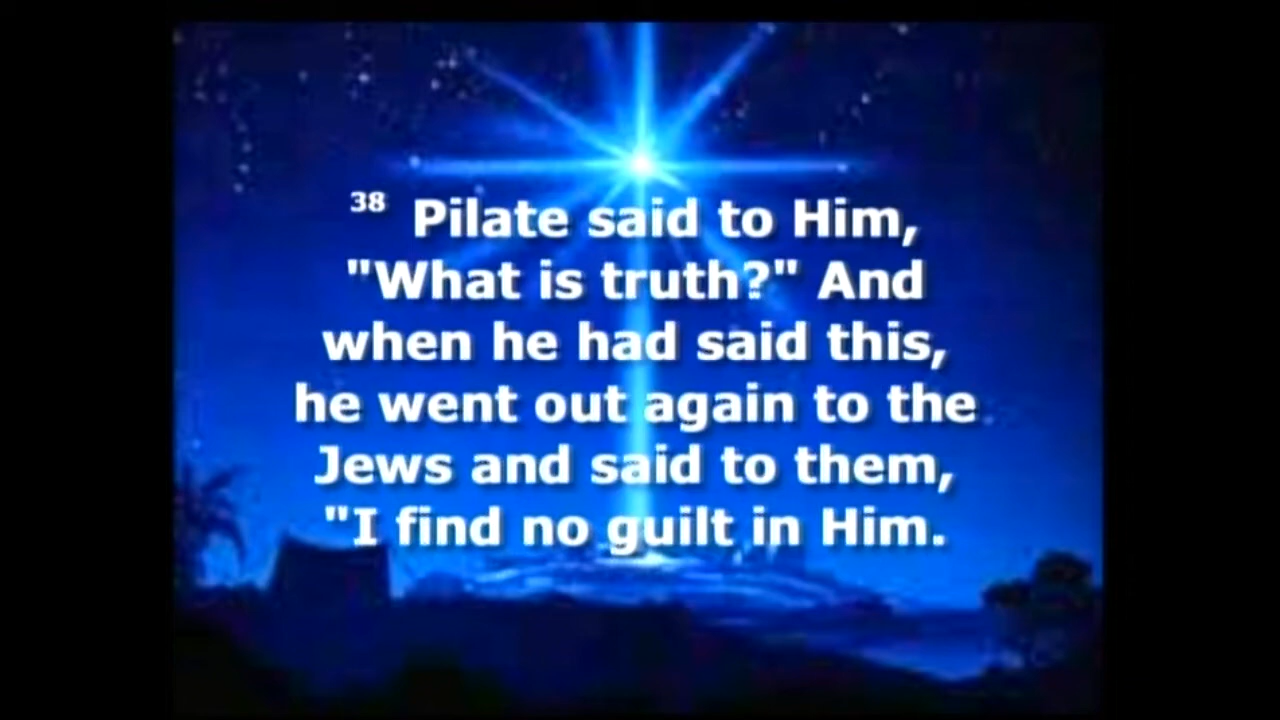 38 Pilate said to Him,
"What is truth?" And
when he had said this,
he went out again to the
Jews and said to them,
"I find no guilt in Him.